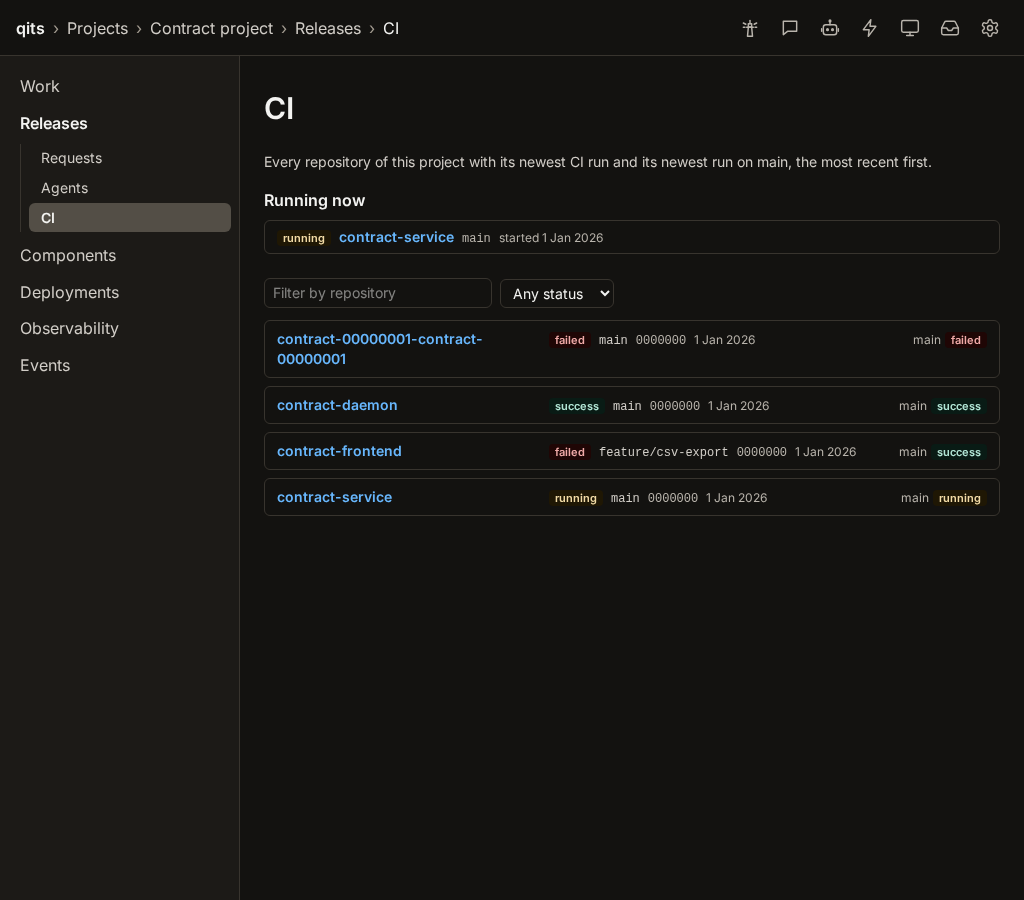 qits › Projects › Contract project › Releases › CI
Work
Releases
Requests
Agents
CI
Components
Deployments
Observability
Events
CI
Every repository of this project with its newest CI run and its newest run on main, the most recent first.
Running now
running contract-service main started 1 Jan 2026
Filter by repository Any status
contract-00000001-contract-00000001 failed main 0000000 1 Jan 2026 main failed
contract-daemon success main 0000000 1 Jan 2026 main success
contract-frontend failed feature/csv-export 0000000 1 Jan 2026 main success
contract-service running main 0000000 1 Jan 2026 main running